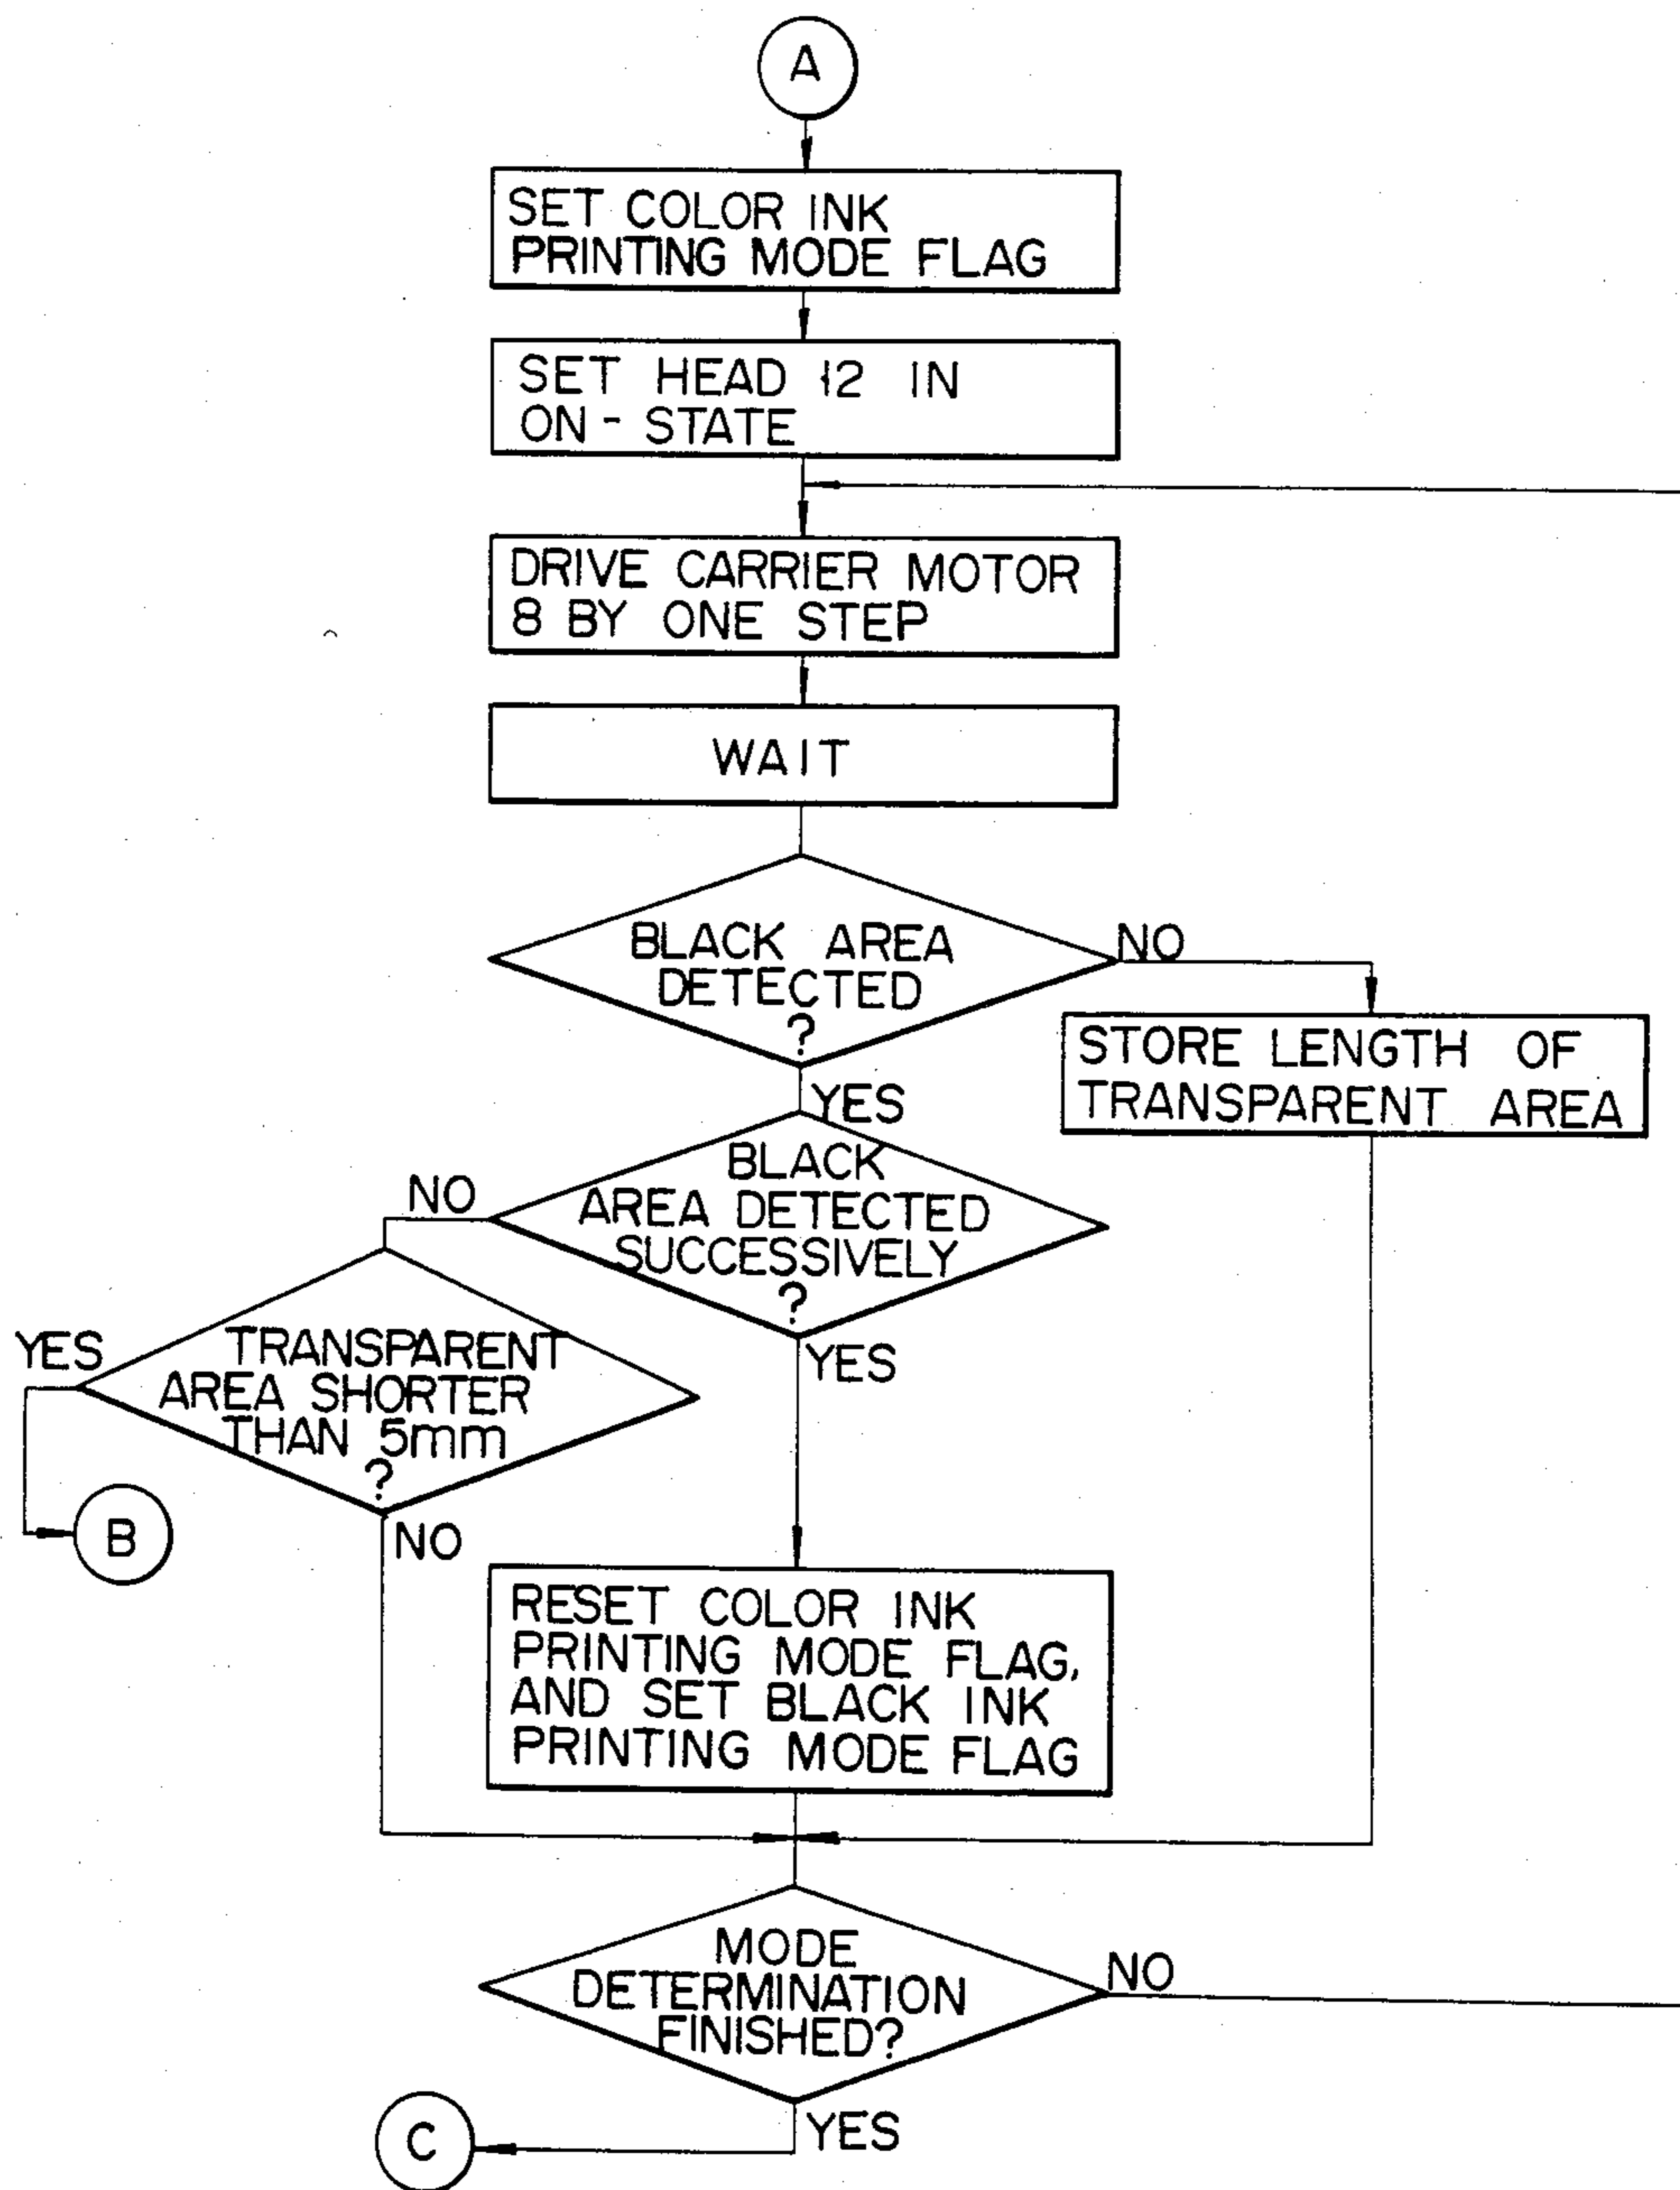 A
SET COLOR INK
PRINTING MODE FLAG
SET HEAD 12 IN
ON - STATE
DRIVE CARRIER MOTOR
8 BY ONE STEP
WAIT
BLACK AREA
DETECTED
?
NO
STORE LENGTH OF
TRANSPARENT AREA
YES
BLACK
AREA DETECTED
SUCCESSIVELY
?
NO
YES
TRANSPARENT
AREA SHORTER
THAN 5mm
?
YES
B
NO
RESET COLOR INK
PRINTING MODE FLAG,
AND SET BLACK INK
PRINTING MODE FLAG
MODE
DETERMINATION
FINISHED?
NO
YES
C